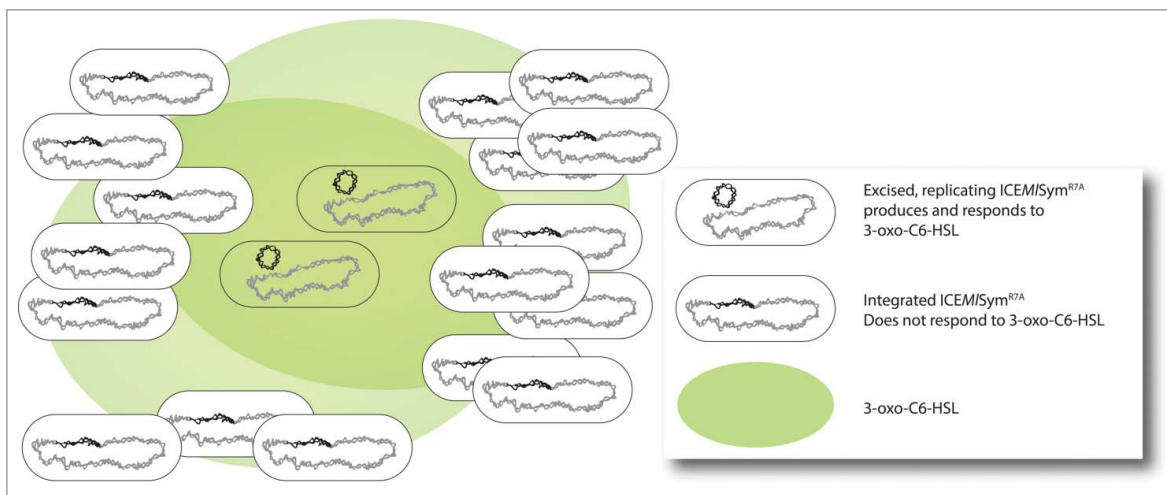 Excised, replicating ICEMlSymR7A
produces and responds to
3-oxo-C6-HSL
Integrated ICEMlSymR7A
Does not respond to 3-oxo-C6-HSL
3-oxo-C6-HSL